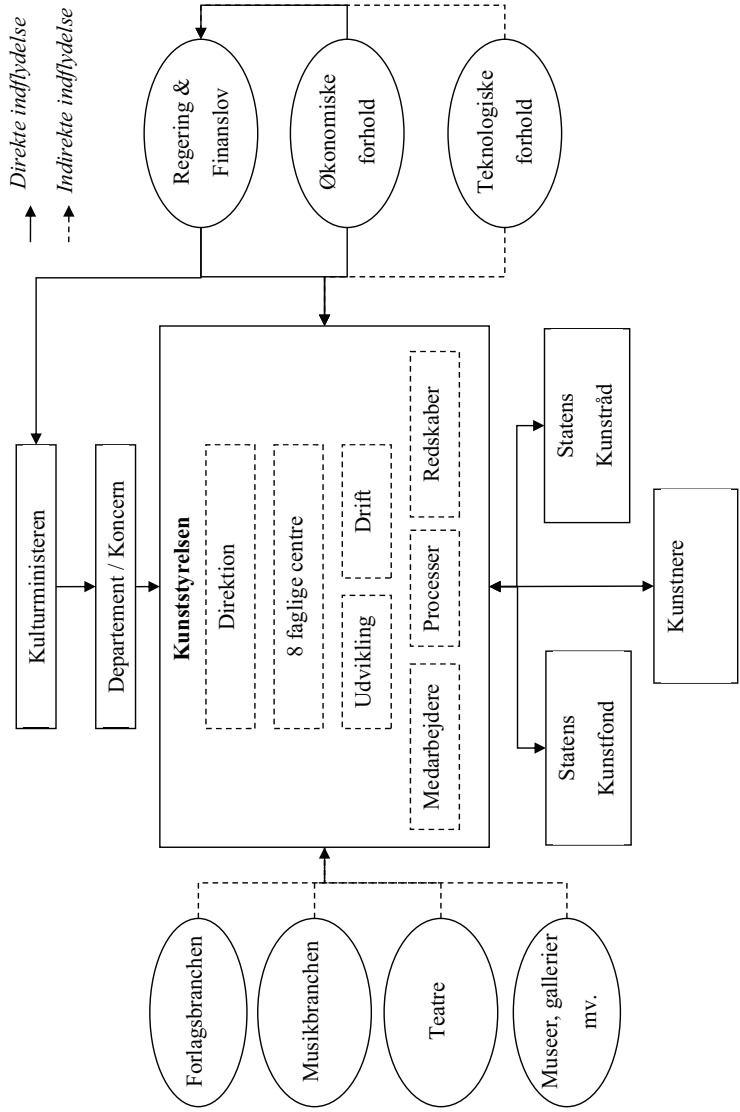 Direkte indflydelse
Indirekte indflydelse
Kulturministeren
Departement / Koncern
Kunststyrelsen
Direktion
8 faglige centre
Udvikling
Drift
Medarbejdere
Processer
Redskaber
Forlagsbranchen
Musikbranchen
Teatre
Museer, gallerier
mv.
Regering &
Finanslov
Økonomiske
forhold
Teknologiske
forhold
Statens
Kunstfond
Statens
Kunstråd
Kunstnere